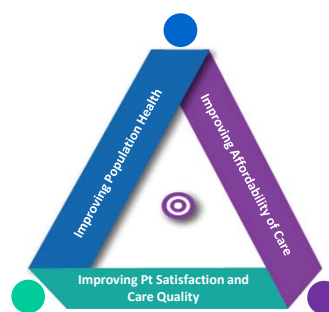 Improving Population Health
Improving Affordability of Care
Improving Pt Satisfaction and
Care Quality